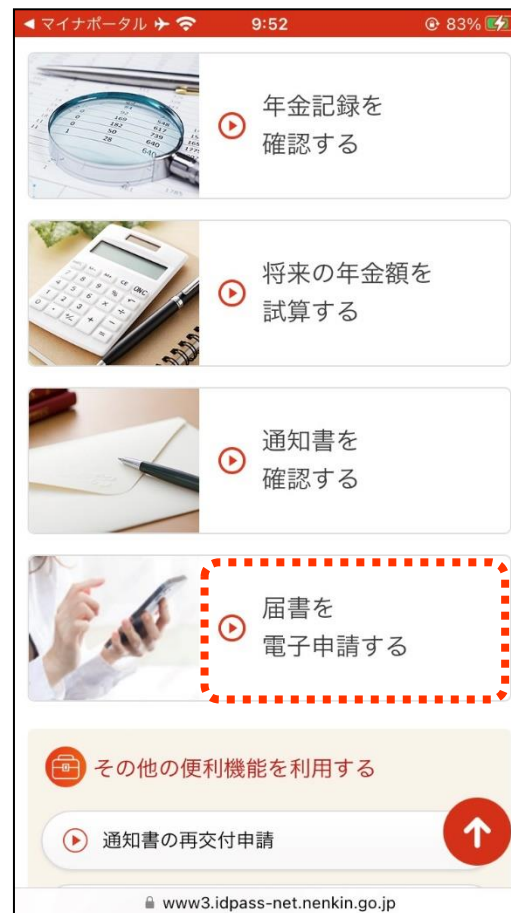 マイナポータル
9:52
83%
年金記録を
確認する
将来の年金額を
試算する
通知書を
確認する
届書を
電子申請する
その他の便利機能を利用する
通知書の再交付申請
www3.idpass-net.nenkin.go.jp